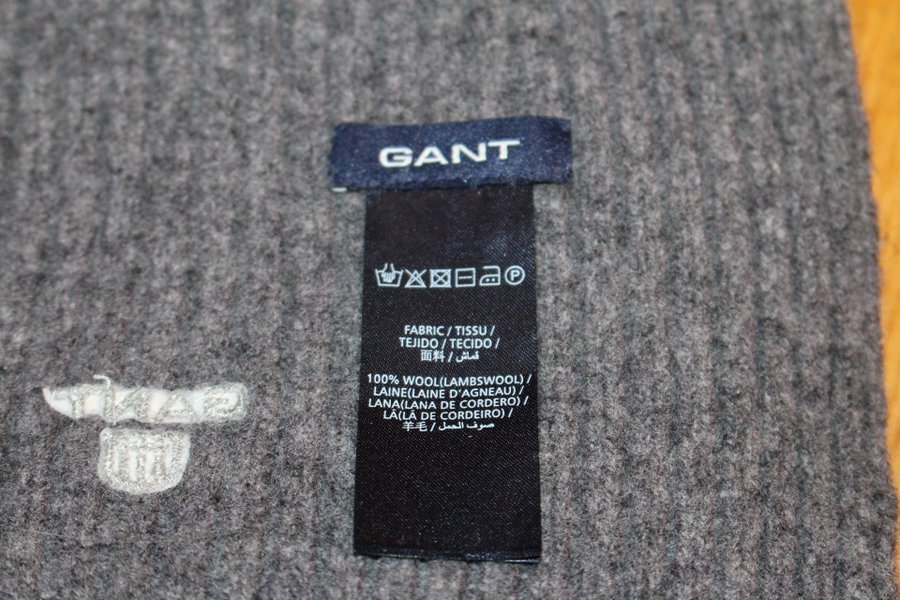 GANT
FABRIC / TISSU /
TEJIDO / TECIDO /
面料 / قماش
100% WOOL(LAMBSWOOL) /
LAINE(LAINE D'AGNEAU) /
LANA(LANA DE CORDERO) /
LÃ(LÃ DE CORDEIRO) /
羊毛 / صوف الحمل
GANT